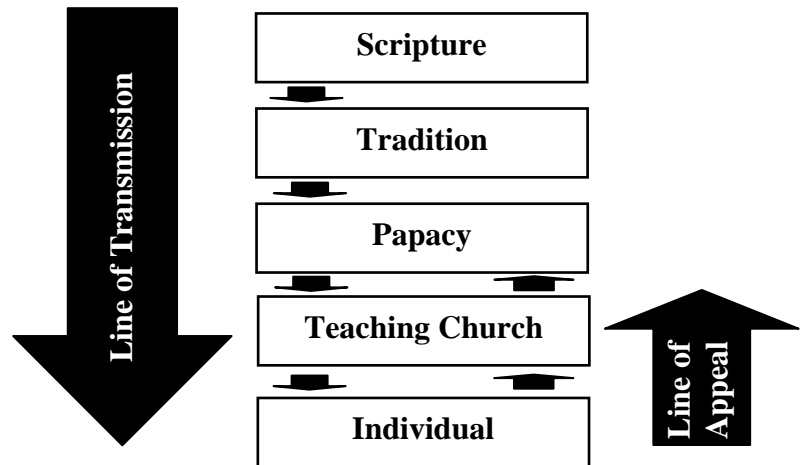 Line of Transmission
Scripture
Tradition
Papacy
Teaching Church
Individual
Line of
Appeal